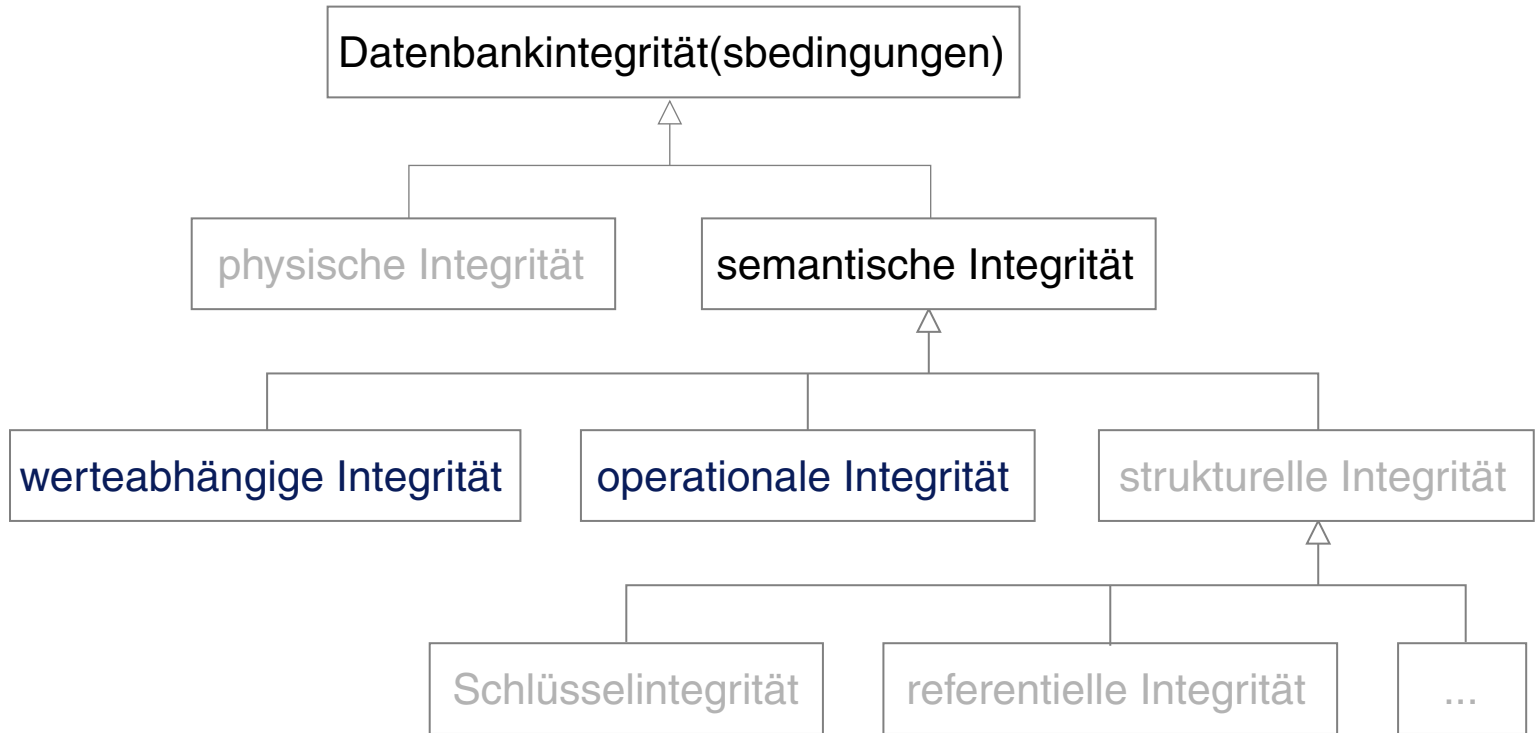 Datenbankintegrität(sbedingungen)
physische Integrität
semantische Integrität
werteabhängige Integrität
operationale Integrität
strukturelle Integrität
Schlüsselintegrität
referentielle Integrität
...